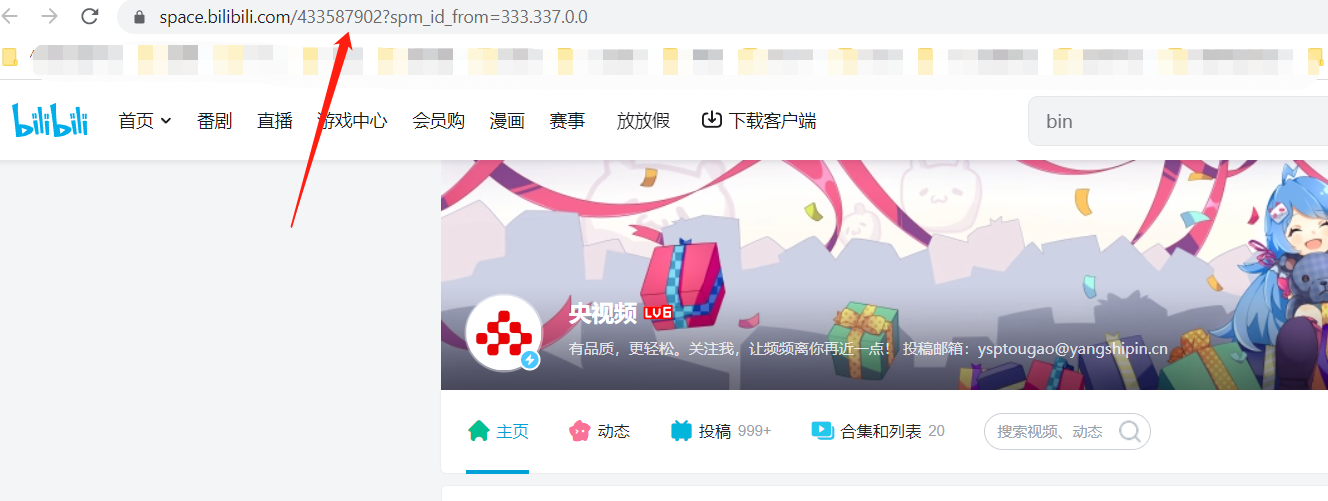 space.bilibili.com/433587902?spm_id_from=333.337.0.0
bilibili 首页 番剧 直播 游戏中心 会员购 漫画 赛事 放放假 下载客户端 bin
央视频 LV6
有品质，更轻松。关注我，让频频离你再近一点！ 投稿邮箱：ysptougao@yangshipin.cn
主页 动态 投稿 999+ 合集和列表 20 搜索视频、动态